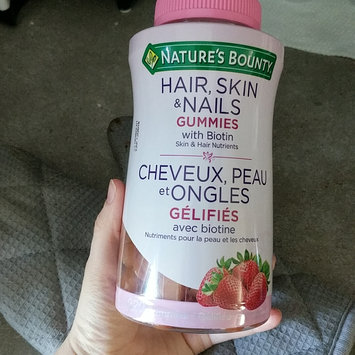 NATURE'S BOUNTY
HAIR, SKIN
& NAILS
GUMMIES
with Biotin
Skin & Hair Nutrients
CHEVEUX, PEAU
et ONGLES
GÉLIFIÉS
avec biotine
Nutriments pour la peau et les cheveux